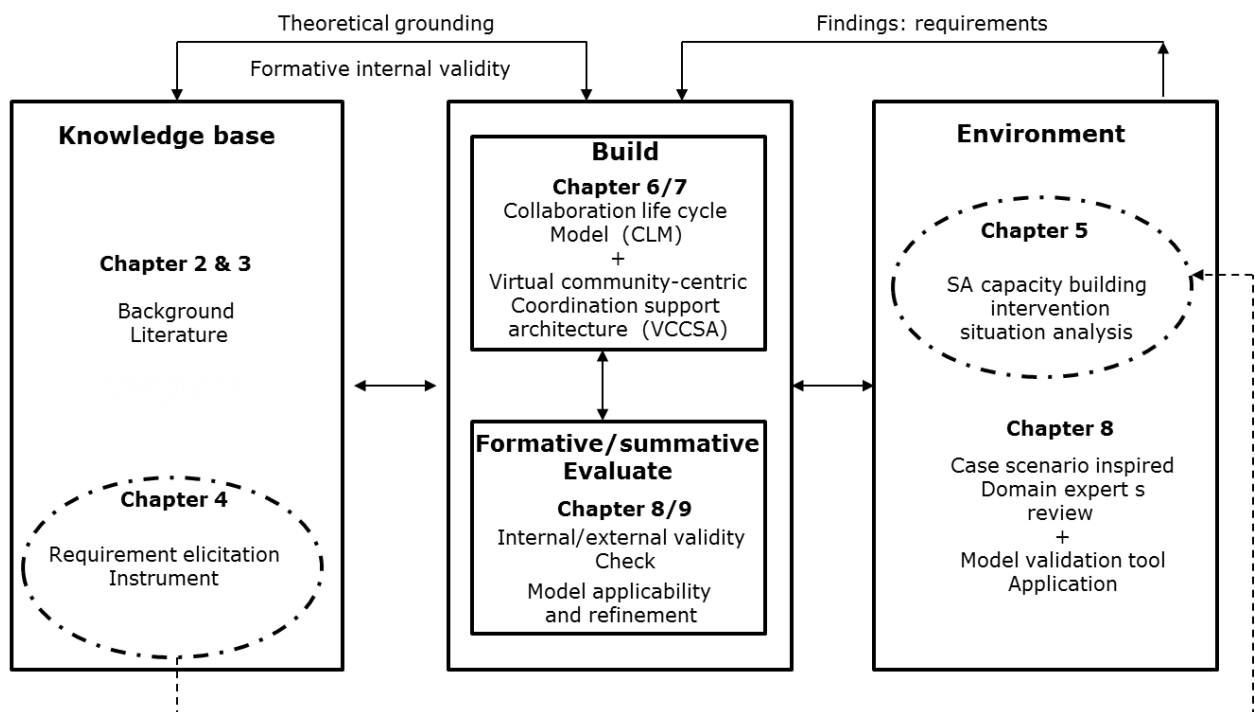 Theoretical grounding
Formative internal validity
Findings: requirements
Knowledge base
Chapter 2 & 3
Background
Literature
Chapter 4
Requirement elicitation
Instrument
Build
Chapter 6/7
Collaboration life cycle
Model (CLM)
+
Virtual community-centric
Coordination support
architecture (VCCSA)
Formative/summative
Evaluate
Chapter 8/9
Internal/external validity
Check
Model applicability
and refinement
Environment
Chapter 5
SA capacity building
intervention
situation analysis
Chapter 8
Case scenario inspired
Domain expert s
review
+
Model validation tool
Application